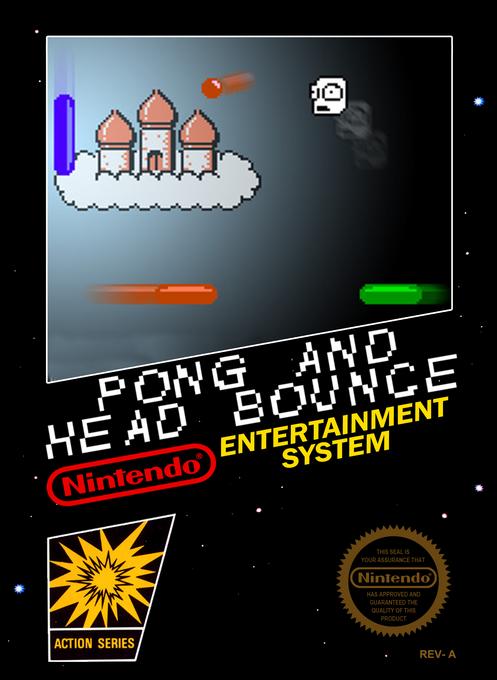 PONG AND
HEAD BOUNCE
Nintendo®
ENTERTAINMENT
SYSTEM
ACTION SERIES
THIS SEAL IS
YOUR ASSURANCE THAT
Nintendo
HAS APPROVED AND
GUARANTEED THE
QUALITY OF THIS
PRODUCT.
REV- A